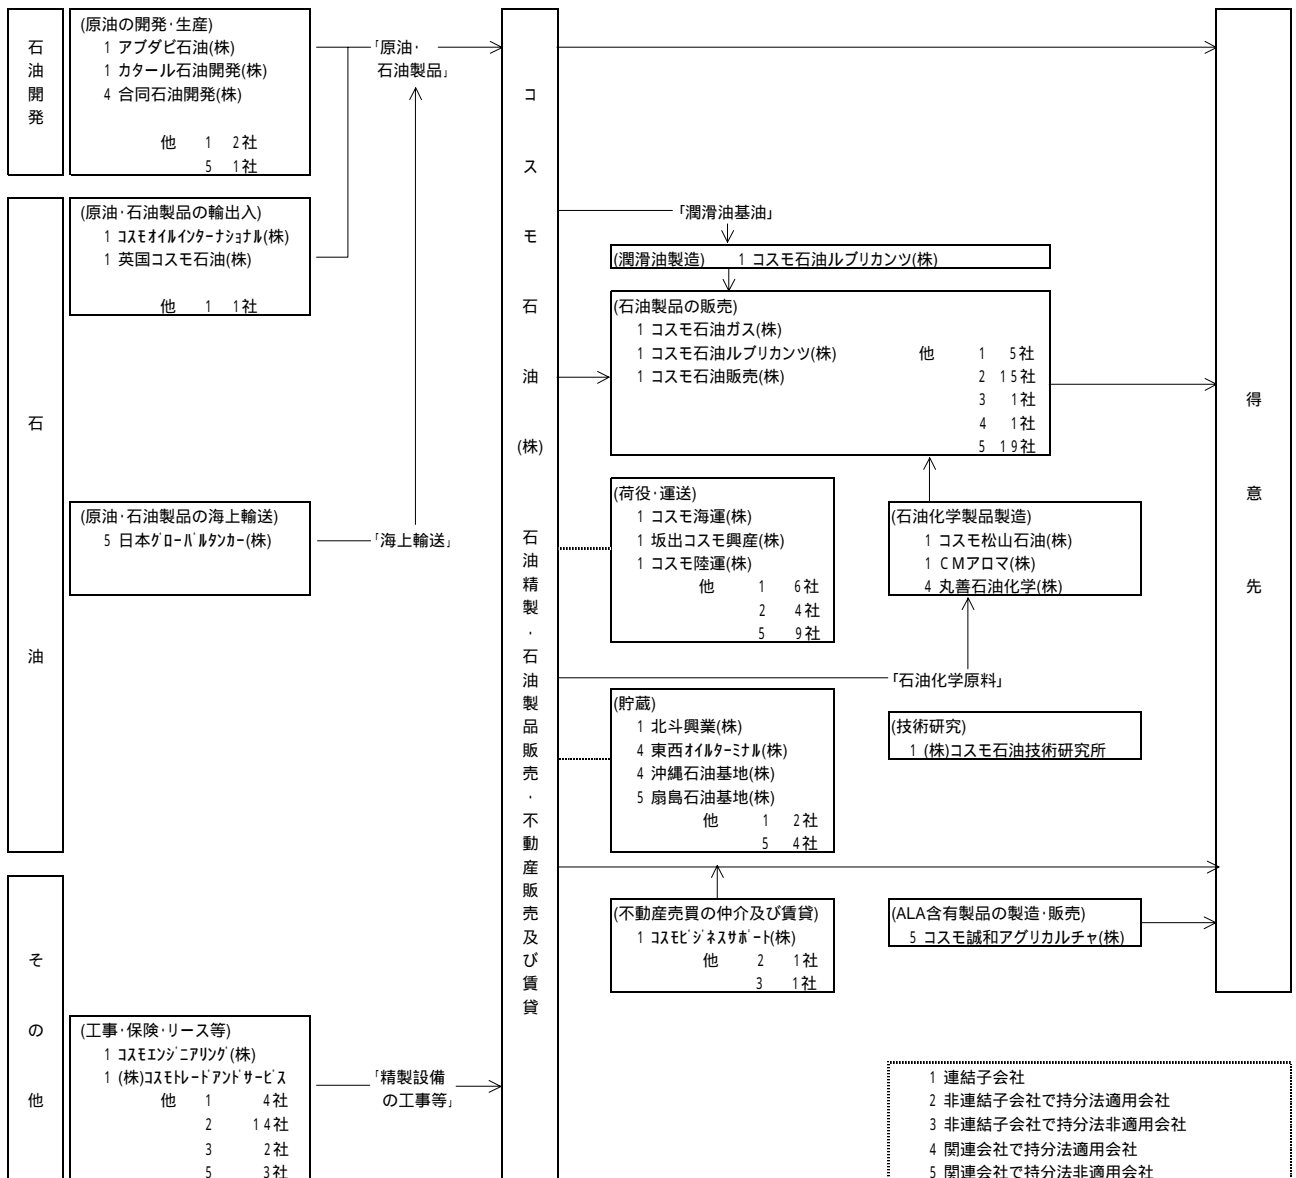 石油開発
(原油の開発・生産)
1 アブダビ石油(株)
1 カタール石油開発(株)
4 合同石油開発(株)
他 1 2社
5 1社
「原油・
石油製品」
石油
(原油・石油製品の輸出入)
1 ｺｽﾓｵｲﾙｲﾝﾀｰﾅｼｮﾅﾙ(株)
1 英国コスモ石油(株)
他 1 1社
(原油・石油製品の海上輸送)
5 日本ｸﾞﾛｰﾊﾞﾙﾀﾝｶｰ(株)
「海上輸送」
その他
(工事・保険・リース等)
1 ｺｽﾓｴﾝｼﾞﾆｱﾘﾝｸﾞ(株)
1 (株)ｺｽﾓﾄﾚｰﾄﾞｱﾝﾄﾞｻｰﾋﾞｽ
他 1 4社
2 14社
3 2社
5 3社
「精製設備
の工事等」
コスモ石油(株)
石油精製・石油製品販売・不動産販売及び賃貸
「潤滑油基油」
(潤滑油製造) 1 コスモ石油ルブリカンツ(株)
(石油製品の販売)
1 コスモ石油ガス(株)
1 コスモ石油ルブリカンツ(株) 他 1 5社
1 コスモ石油販売(株) 2 15社
3 1社
4 1社
5 19社
(荷役・運送)
1 コスモ海運(株)
1 坂出コスモ興産(株)
1 コスモ陸運(株)
他 1 6社
2 4社
5 9社
(石油化学製品製造)
1 コスモ松山石油(株)
1 CMアロマ(株)
4 丸善石油化学(株)
「石油化学原料」
(貯蔵)
1 北斗興業(株)
4 東西ｵｲﾙﾀｰﾐﾅﾙ(株)
4 沖縄石油基地(株)
5 扇島石油基地(株)
他 1 2社
5 4社
(技術研究)
1 (株)コスモ石油技術研究所
(不動産売買の仲介及び賃貸)
1 ｺｽﾓﾋﾞｼﾞﾈｽｻﾎﾟｰﾄ(株)
他 2 1社
3 1社
(ALA含有製品の製造・販売)
5 コスモ誠和アグリカルチャ(株)
得意先
1 連結子会社
2 非連結子会社で持分法適用会社
3 非連結子会社で持分法非適用会社
4 関連会社で持分法適用会社
5 関連会社で持分法非適用会社